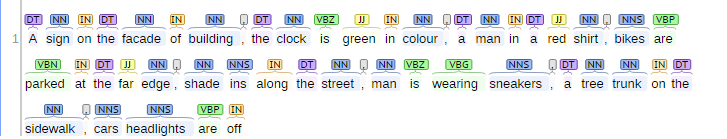 DT NN IN DT NN IN NN , DT NN VBZ JJ IN NN , DT NN IN DT JJ NN , NNS VBP
1 A sign on the facade of building , the clock is green in colour , a man in a red shirt , bikes are
VBN IN DT JJ NN , NN NNS IN DT NN , NN VBZ VBG NNS , DT NN NN IN DT
parked at the far edge , shade ins along the street , man is wearing sneakers , a tree trunk on the
NN , NNS NNS VBP IN
sidewalk , cars headlights are off